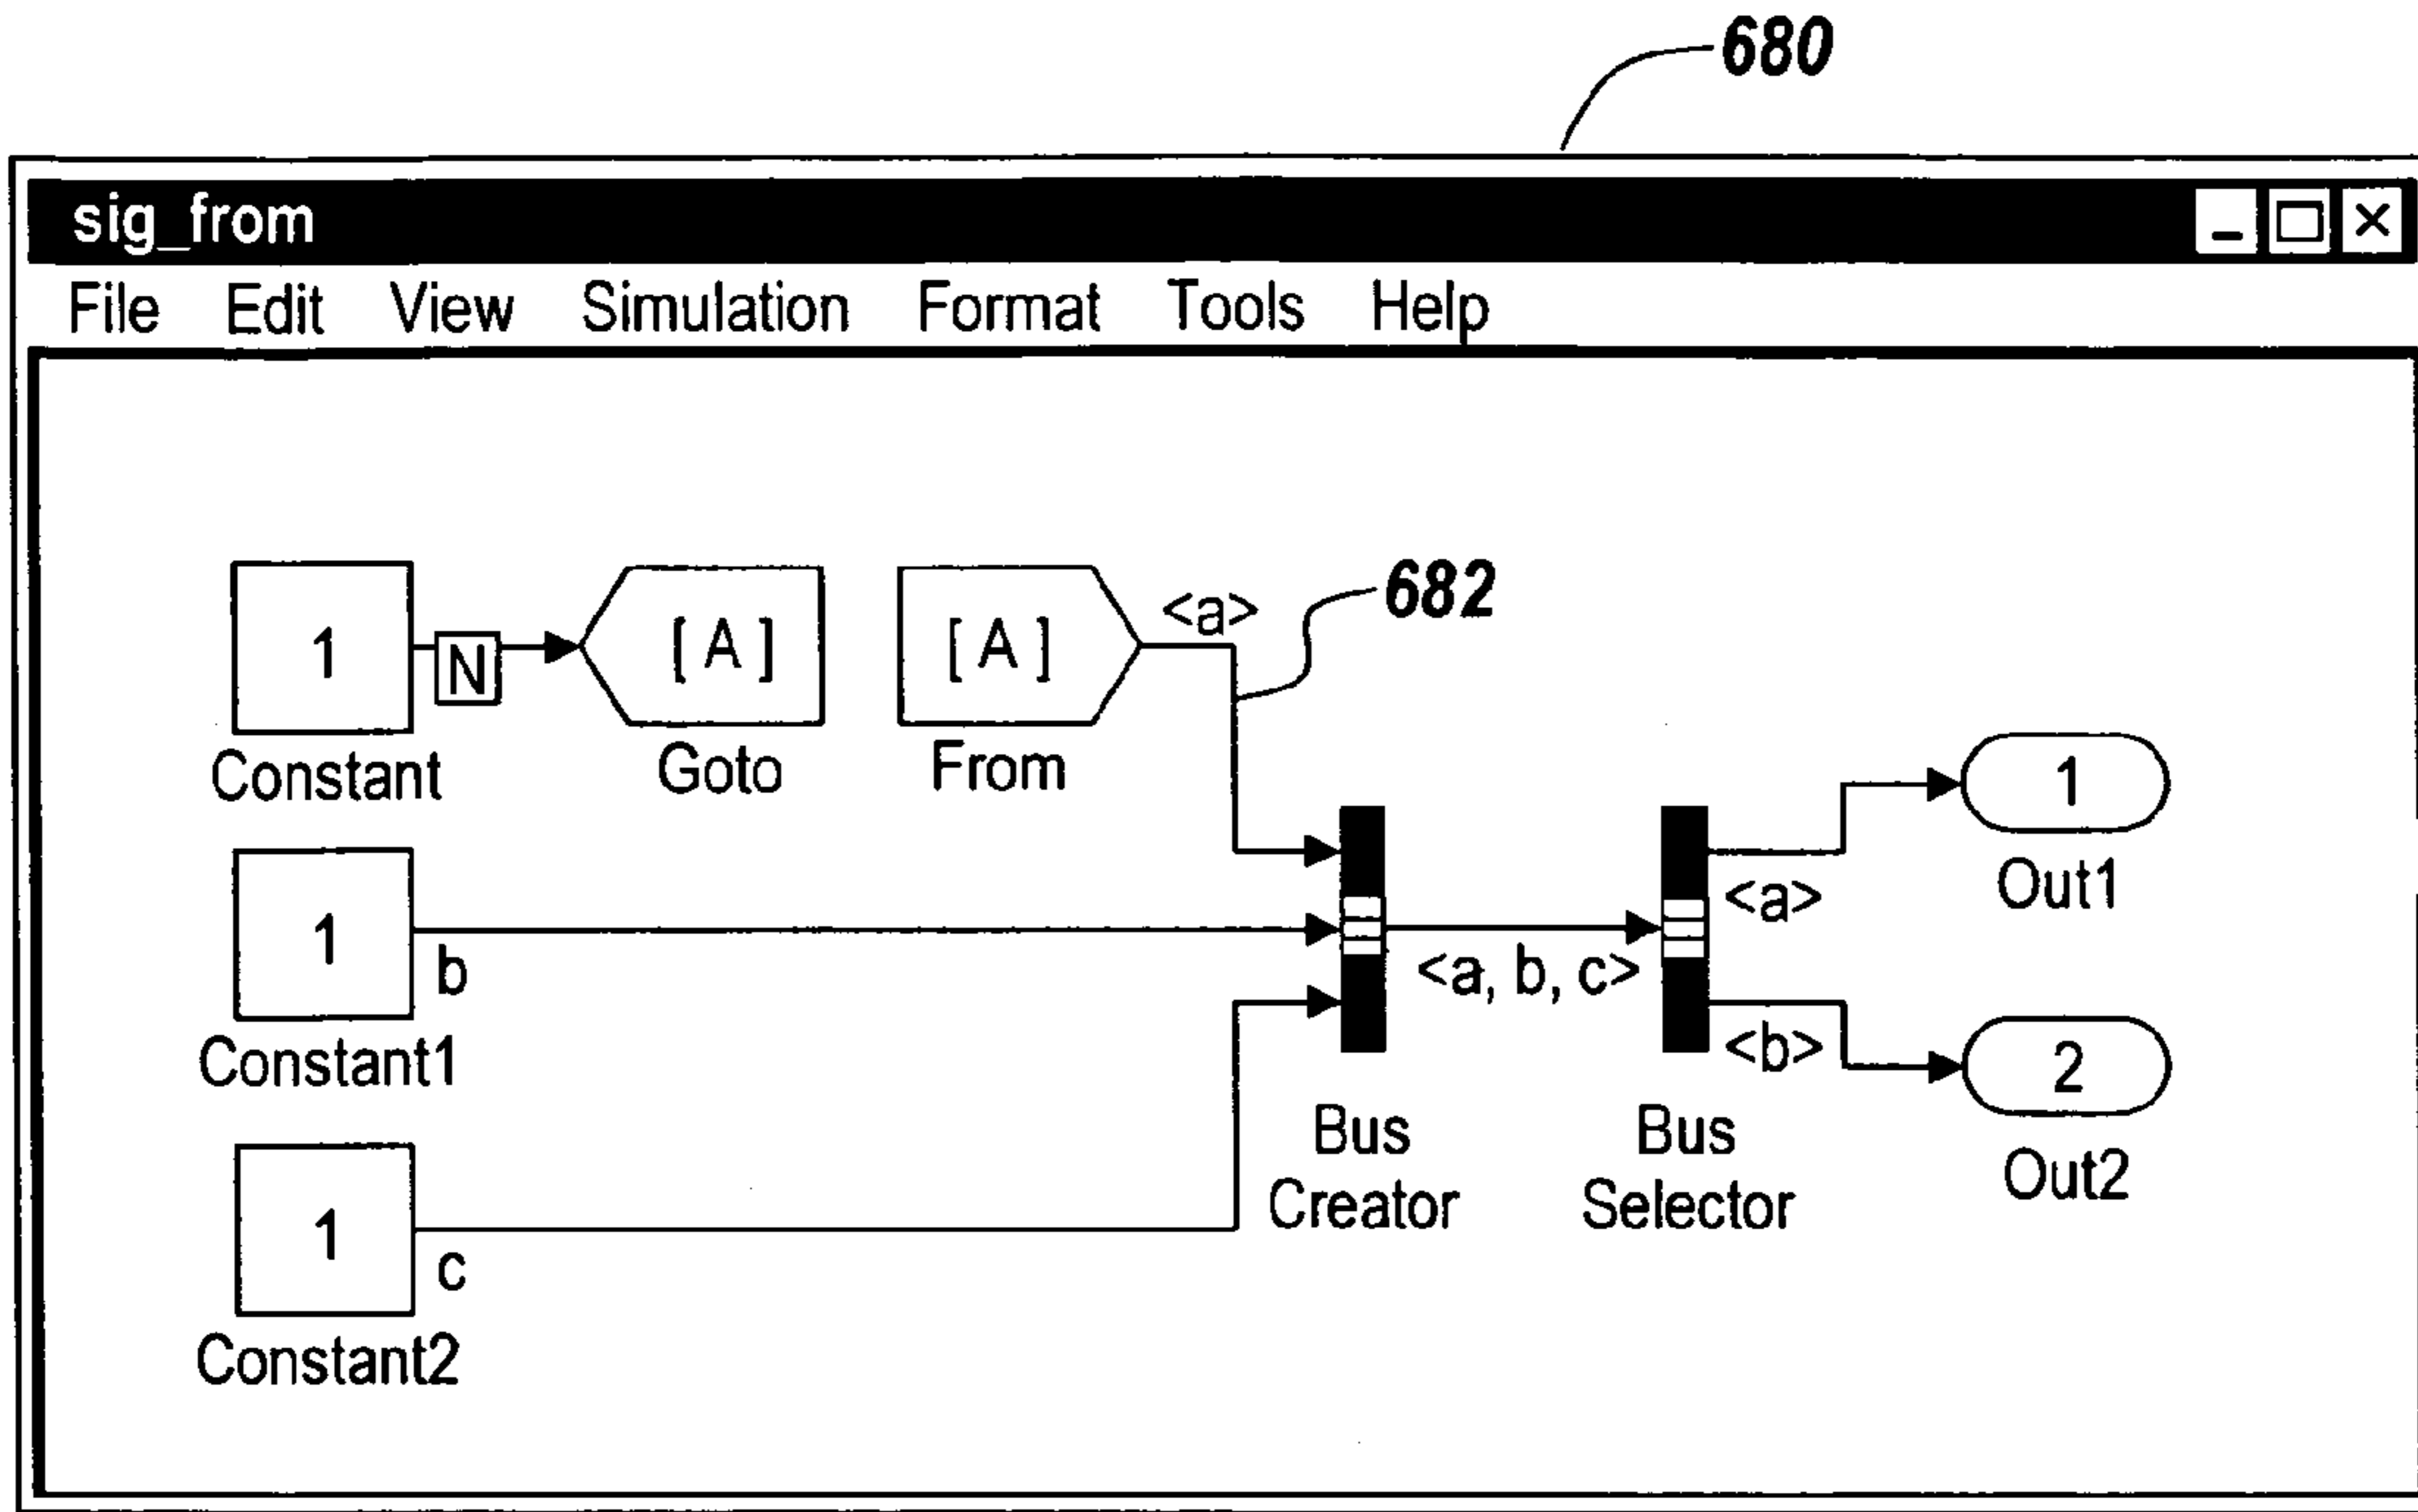 680
sig_from
File Edit View Simulation Format Tools Help
<a>
682
1
N
[ A ]
[ A ]
Constant
Goto
From
1
Out1
<a>
1
b
<a, b, c>
Constant1
<b>
2
Out2
Bus
Creator
Bus
Selector
1
c
Constant2